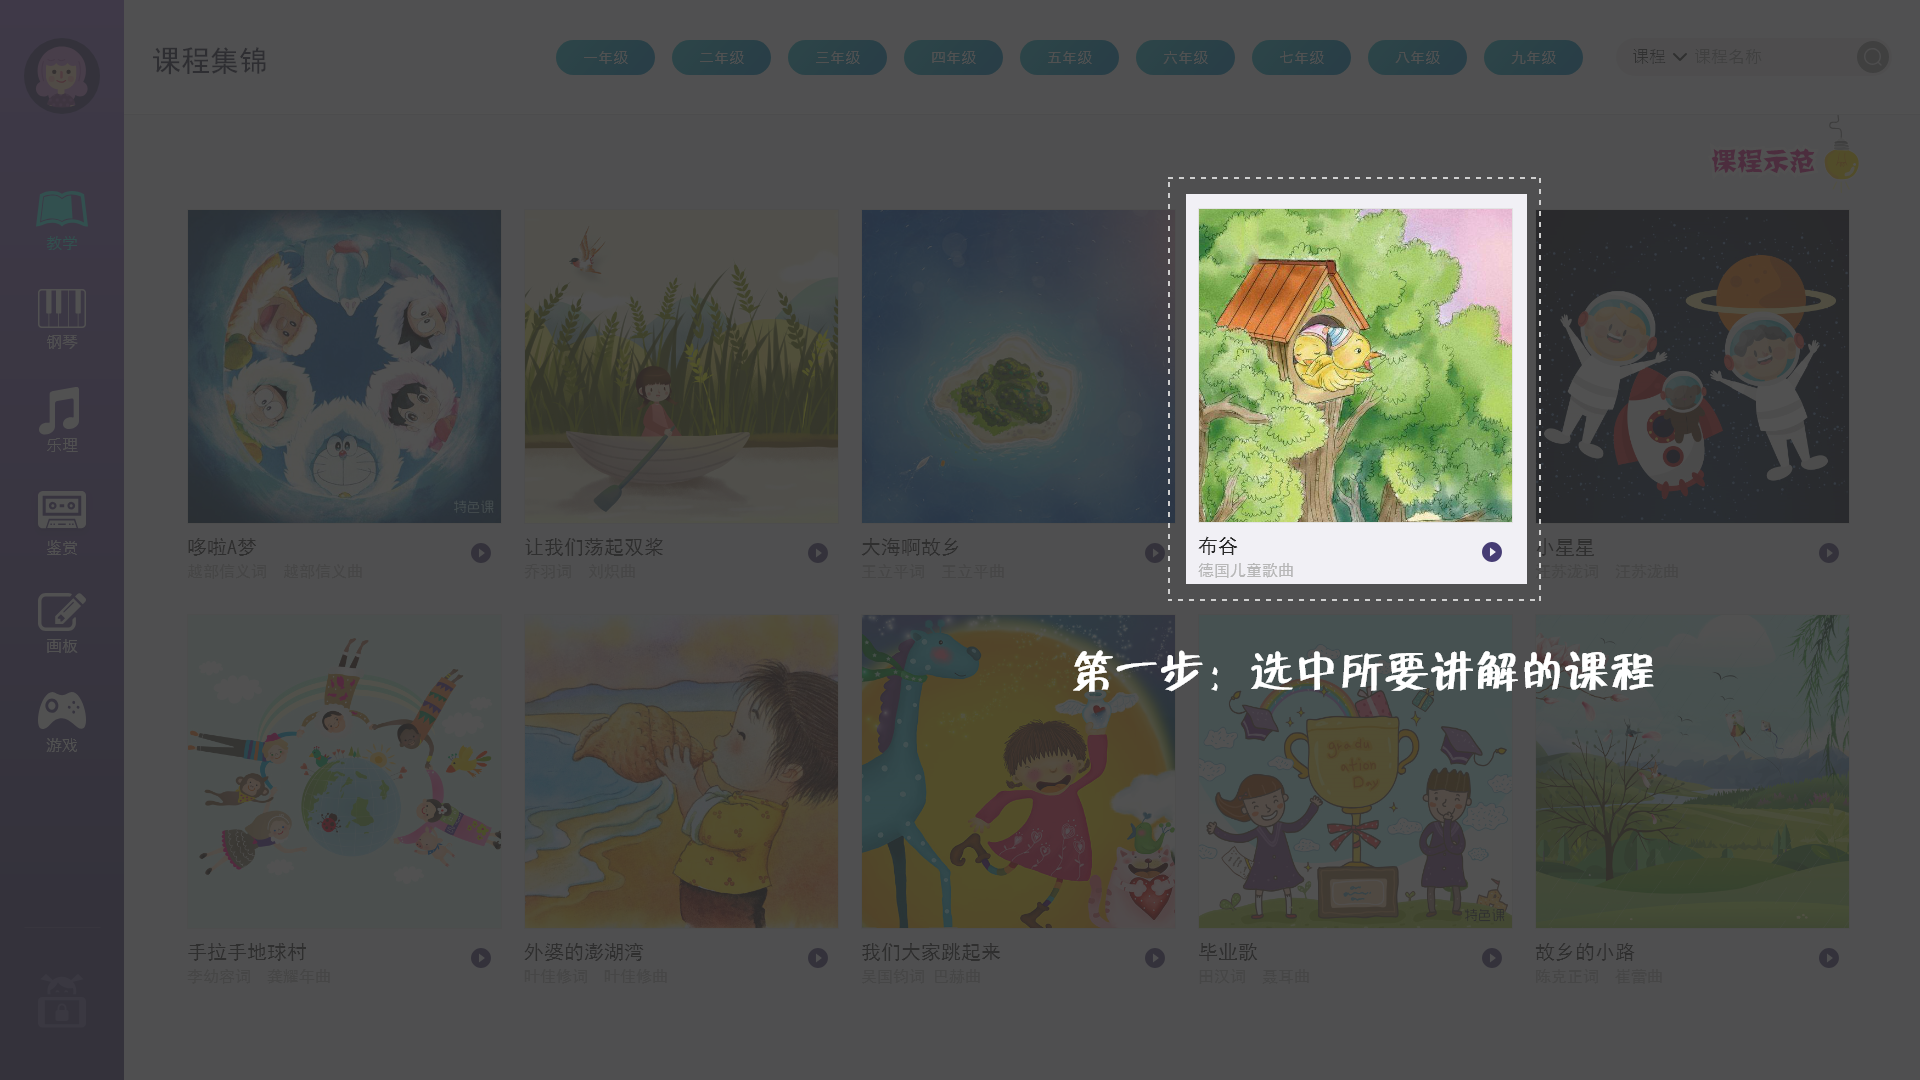 课程集锦
一年级
二年级
三年级
四年级
五年级
六年级
七年级
八年级
九年级
课程
课程名称
课程示范
教学
钢琴
乐理
鉴赏
画板
游戏
特色课
哆啦A梦
越部信义词 越部信义曲
让我们荡起双桨
乔羽词 刘炽曲
大海啊故乡
王立平词 王立平曲
布谷
德国儿童歌曲
小星星
汪苏泷词 汪苏泷曲
第一步：选中所要讲解的课程
手拉手地球村
李幼容词 龚耀年曲
外婆的澎湖湾
叶佳修词 叶佳修曲
我们大家跳起来
吴国钧词 巴赫曲
graduation Day
特色课
毕业歌
田汉词 聂耳曲
故乡的小路
陈克正词 崔雷曲